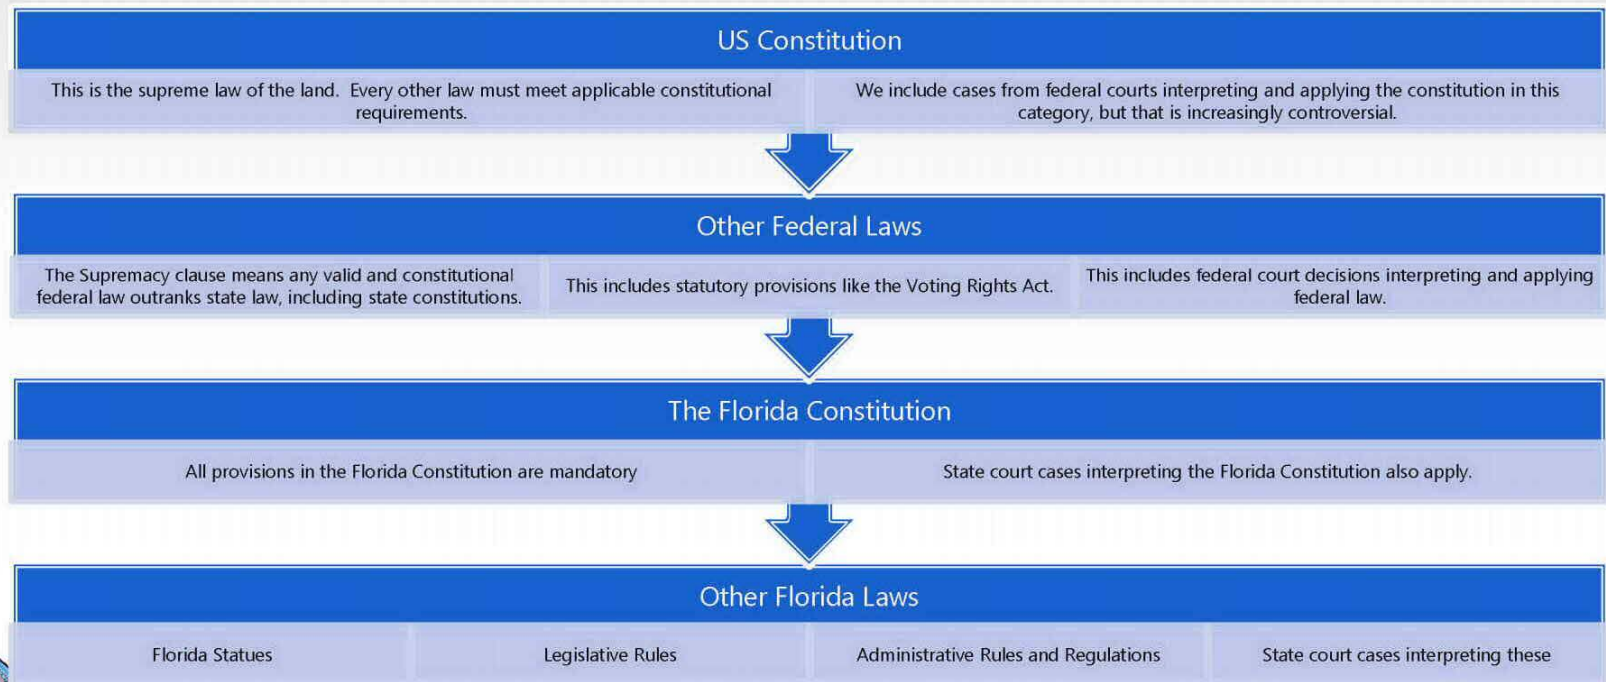 US Constitution
This is the supreme law of the land.  Every other law must meet applicable constitutional
requirements.
We include cases from federal courts interpreting and applying the constitution in this
category, but that is increasingly controversial.
Other Federal Laws
The Supremacy clause means any valid and constitutional
federal law outranks state law, including state constitutions.
This includes statutory provisions like the Voting Rights Act.
This includes federal court decisions interpreting and applying
federal law.
The Florida Constitution
All provisions in the Florida Constitution are mandatory
State court cases interpreting the Florida Constitution also apply.
Other Florida Laws
Florida Statues
Legislative Rules
Administrative Rules and Regulations
State court cases interpreting these